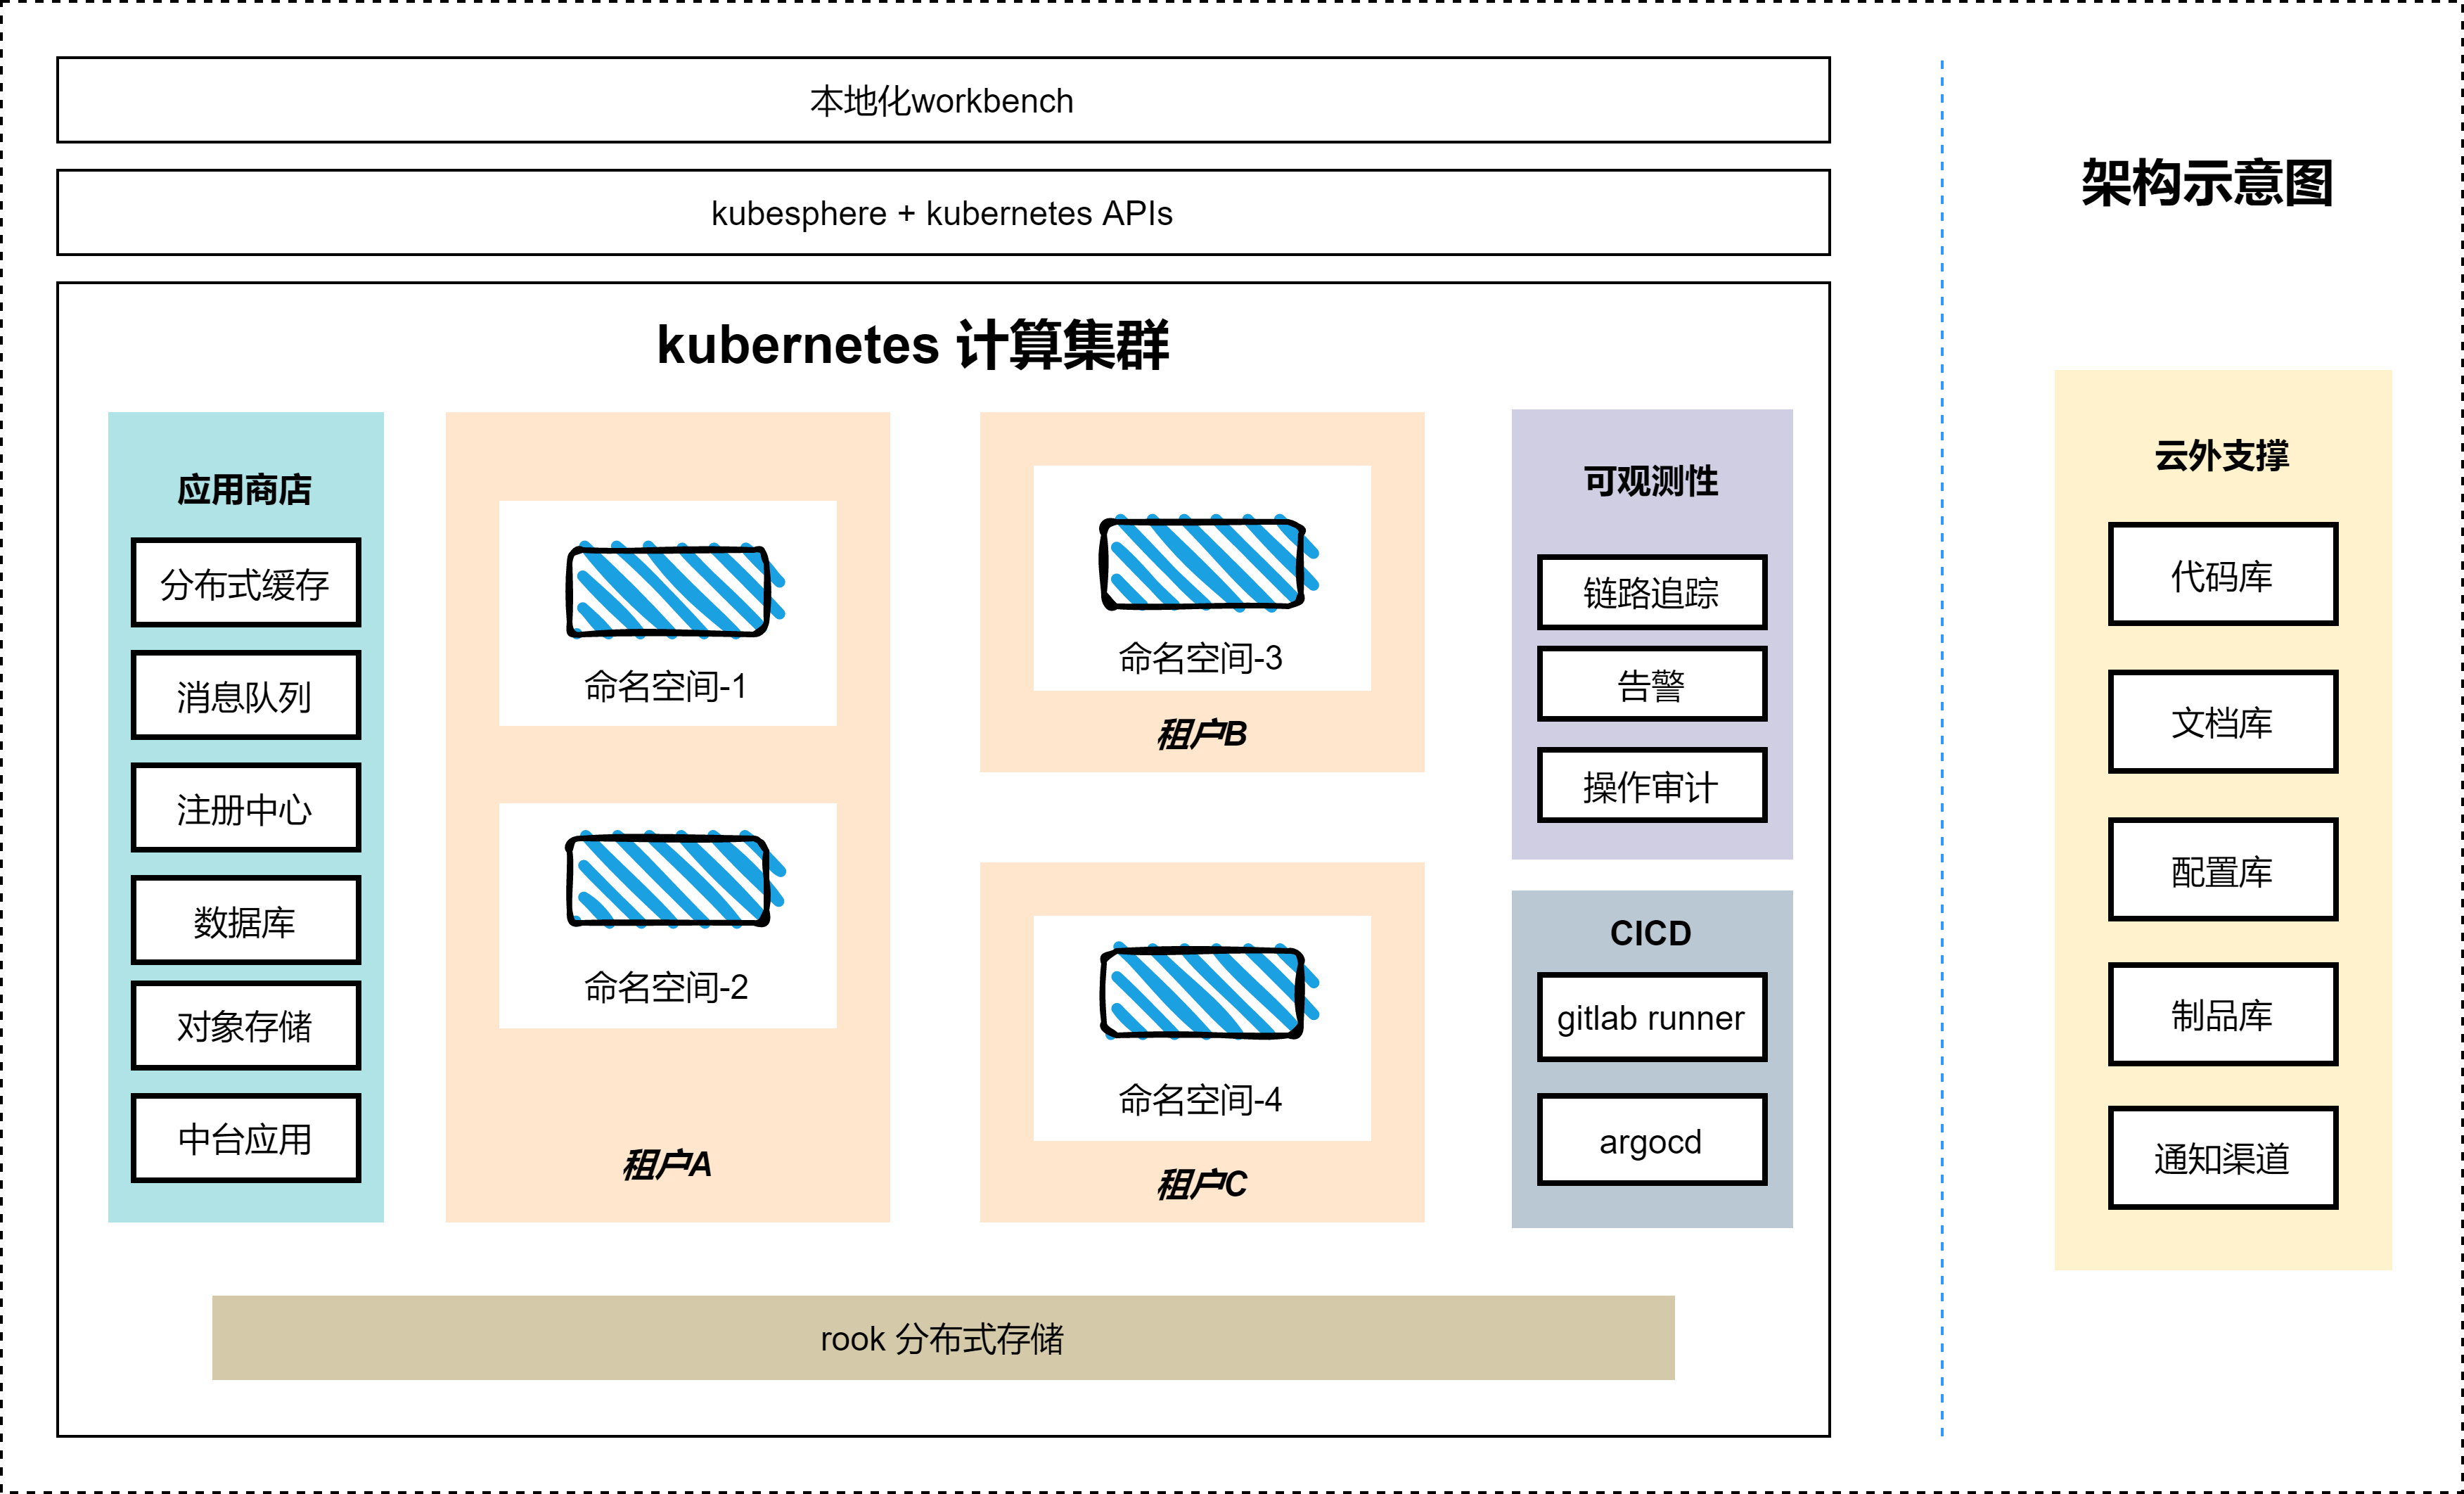 本地化workbench
kubesphere + kubernetes APIs
kubernetes 计算集群
应用商店
分布式缓存
消息队列
注册中心
数据库
对象存储
中台应用
命名空间-1
命名空间-2
租户A
命名空间-3
租户B
命名空间-4
租户C
可观测性
链路追踪
告警
操作审计
CICD
gitlab runner
argocd
rook 分布式存储
架构示意图
云外支撑
代码库
文档库
配置库
制品库
通知渠道